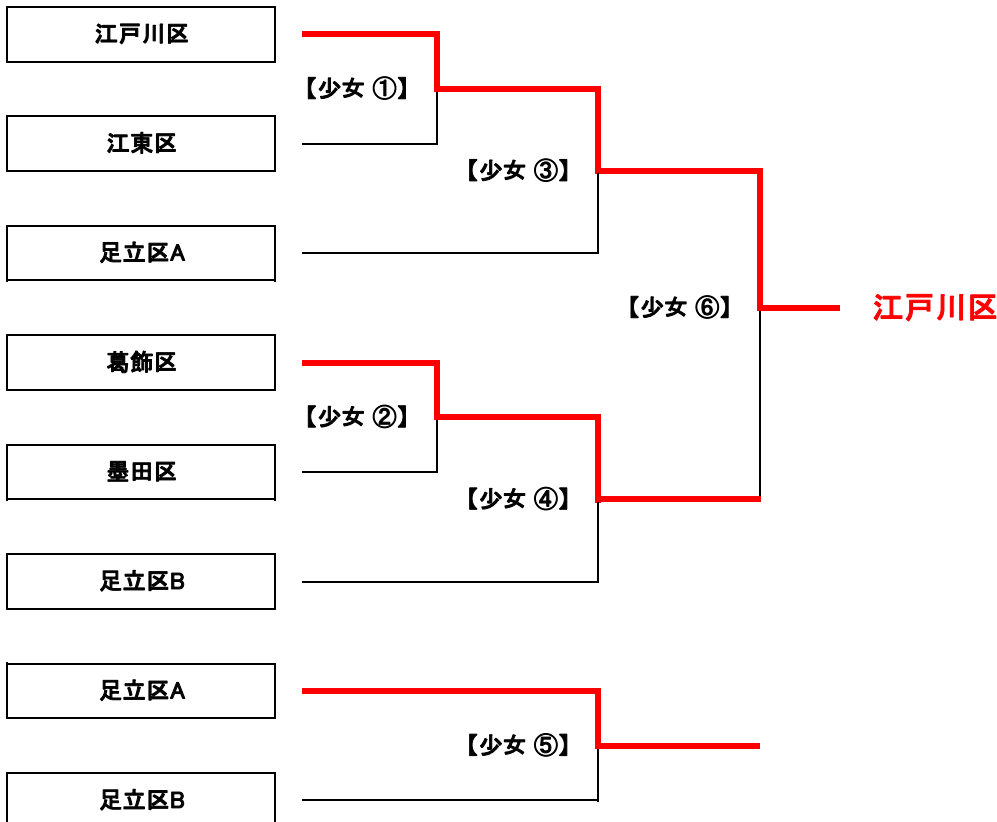 江戸川区
【少女 ①】
江東区
【少女 ③】
足立区A
【少女 ⑥】
江戸川区
葛飾区
【少女 ②】
墨田区
【少女 ④】
足立区B
足立区A
【少女 ⑤】
足立区B